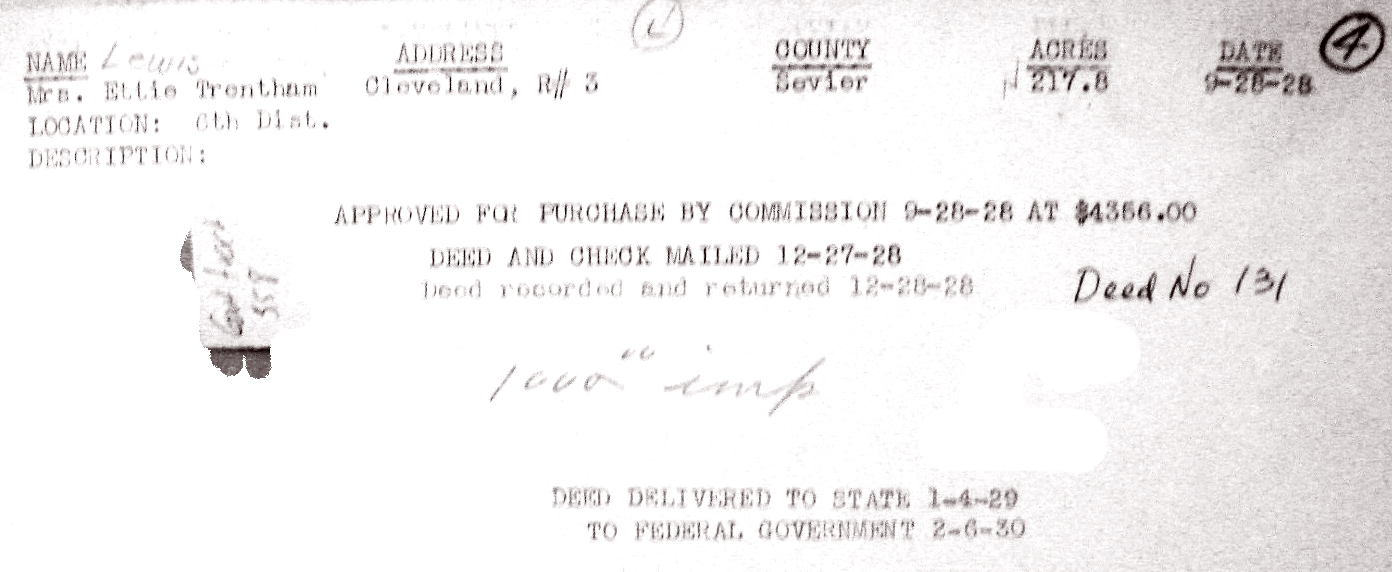 4
NAME Lewis ADDRESS COUNTY ACRES DATE
Mrs. Ettie Trentham Cleveland, R# 3 Sevier 217.8 9-28-28
LOCATION: 6th Dist.
DESCRIPTION:
APPROVED FOR PURCHASE BY COMMISSION 9-28-28 AT $4356.00
DEED AND CHECK MAILED 12-27-28
Deed recorded and returned 12-28-28 Deed No 131
1000 00 imp
DEED DELIVERED TO STATE 1-4-29
TO FEDERAL GOVERNMENT 2-6-30